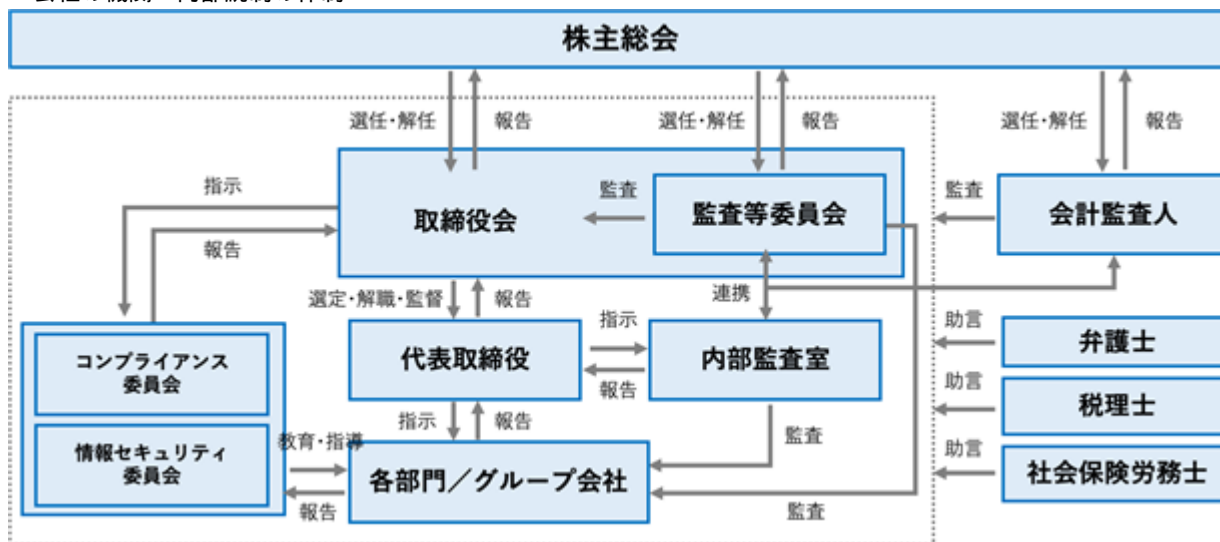 株主総会
選任・解任
報告
選任・解任
報告
選任・解任
報告
指示
報告
取締役会
監査
監査等委員会
監査
会計監査人
選定・解職・監督
報告
連携
コンプライアンス
委員会
情報セキュリティ
委員会
代表取締役
指示
報告
内部監査室
助言
弁護士
助言
税理士
助言
社会保険労務士
指示
報告
教育・指導
報告
各部門／グループ会社
監査
監査